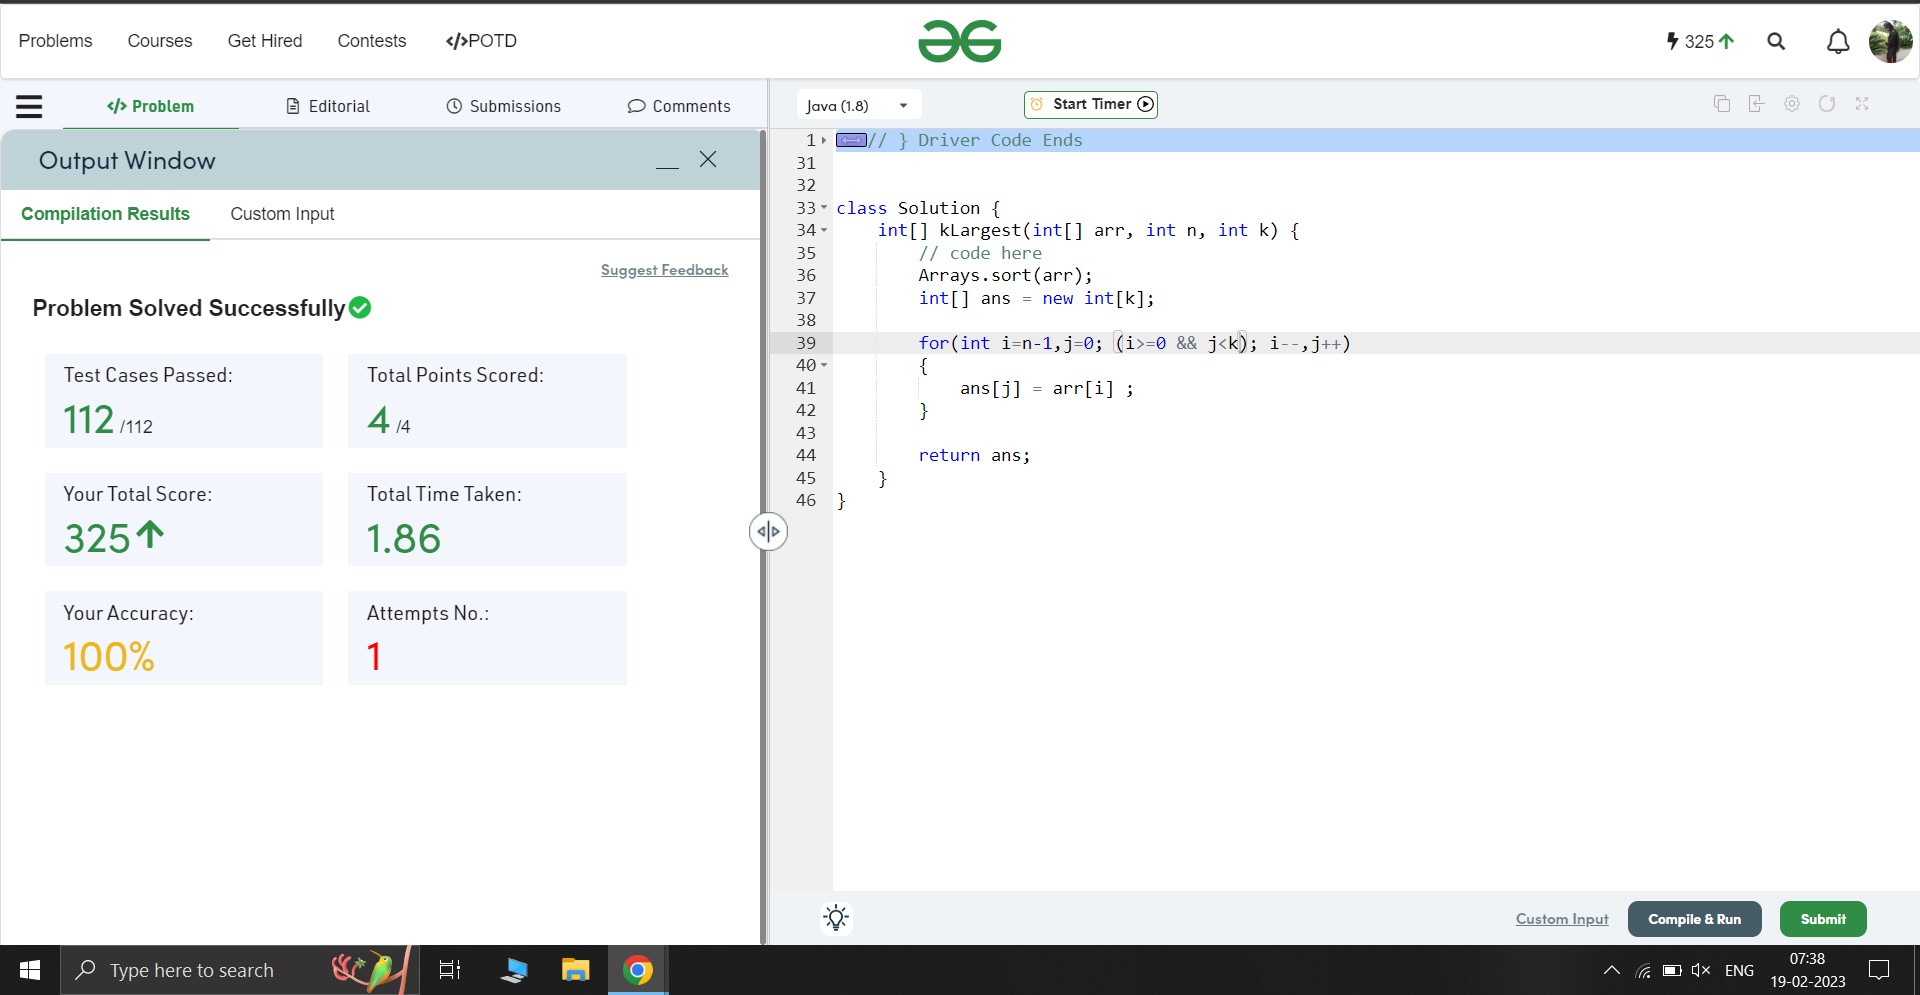 Problems Courses Get Hired Contests </>POTD
325
</> Problem Editorial Submissions Comments
Java (1.8) Start Timer
Output Window
Compilation Results Custom Input
Suggest Feedback
Problem Solved Successfully
Test Cases Passed: Total Points Scored:
112 /112 4 /4
Your Total Score: Total Time Taken:
325 1.86
Your Accuracy: Attempts No.:
100% 1
1 // } Driver Code Ends
31
32
33 class Solution {
34 int[] kLargest(int[] arr, int n, int k) {
35 // code here
36 Arrays.sort(arr);
37 int[] ans = new int[k];
38
39 for(int i=n-1,j=0; (i>=0 && j<k); i--,j++)
40 {
41 ans[j] = arr[i] ;
42 }
43
44 return ans;
45 }
46 }
Custom Input Compile & Run Submit
Type here to search
ENG
07:38
19-02-2023